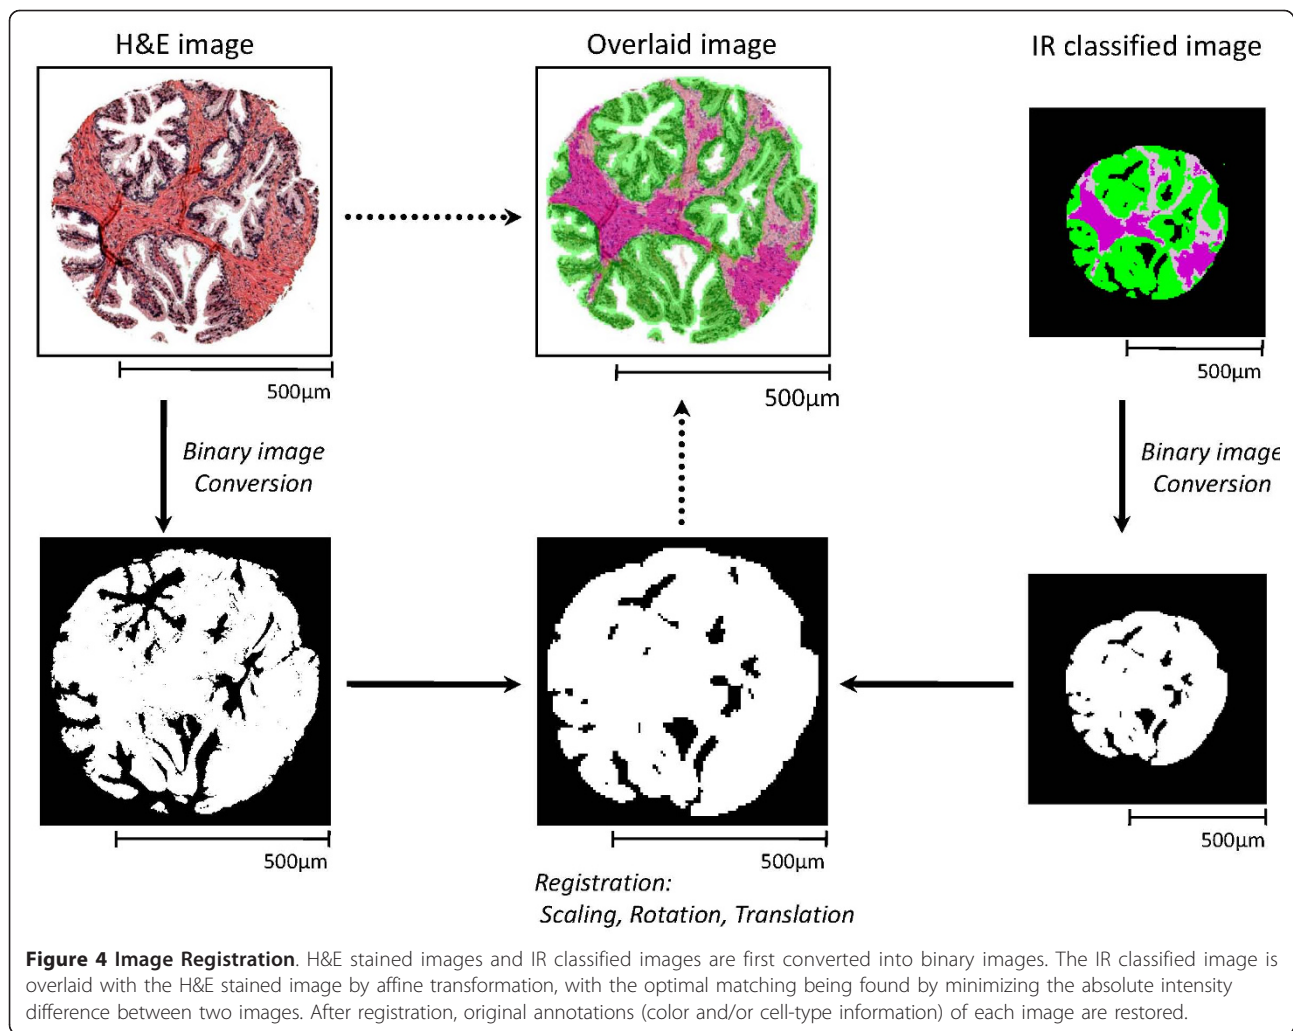 H&E image
Overlaid image
IR classified image
500μm
500μm
500μm
Binary image
Conversion
Binary image
Conversion
500μm
500μm
500μm
Registration:
Scaling, Rotation, Translation
Figure 4 Image Registration. H&E stained images and IR classified images are first converted into binary images. The IR classified image is
overlaid with the H&E stained image by affine transformation, with the optimal matching being found by minimizing the absolute intensity
difference between two images. After registration, original annotations (color and/or cell-type information) of each image are restored.